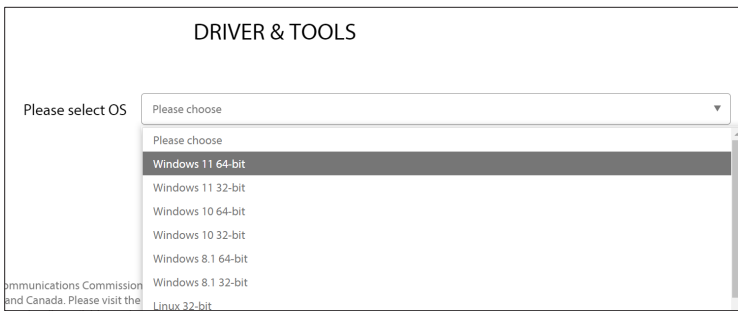 DRIVER & TOOLS
Please select OS
Please choose
Please choose
Windows 11 64-bit
Windows 11 32-bit
Windows 10 64-bit
Windows 10 32-bit
Windows 8.1 64-bit
Windows 8.1 32-bit
Linux 32-bit
ommunications Commission
and Canada. Please visit the